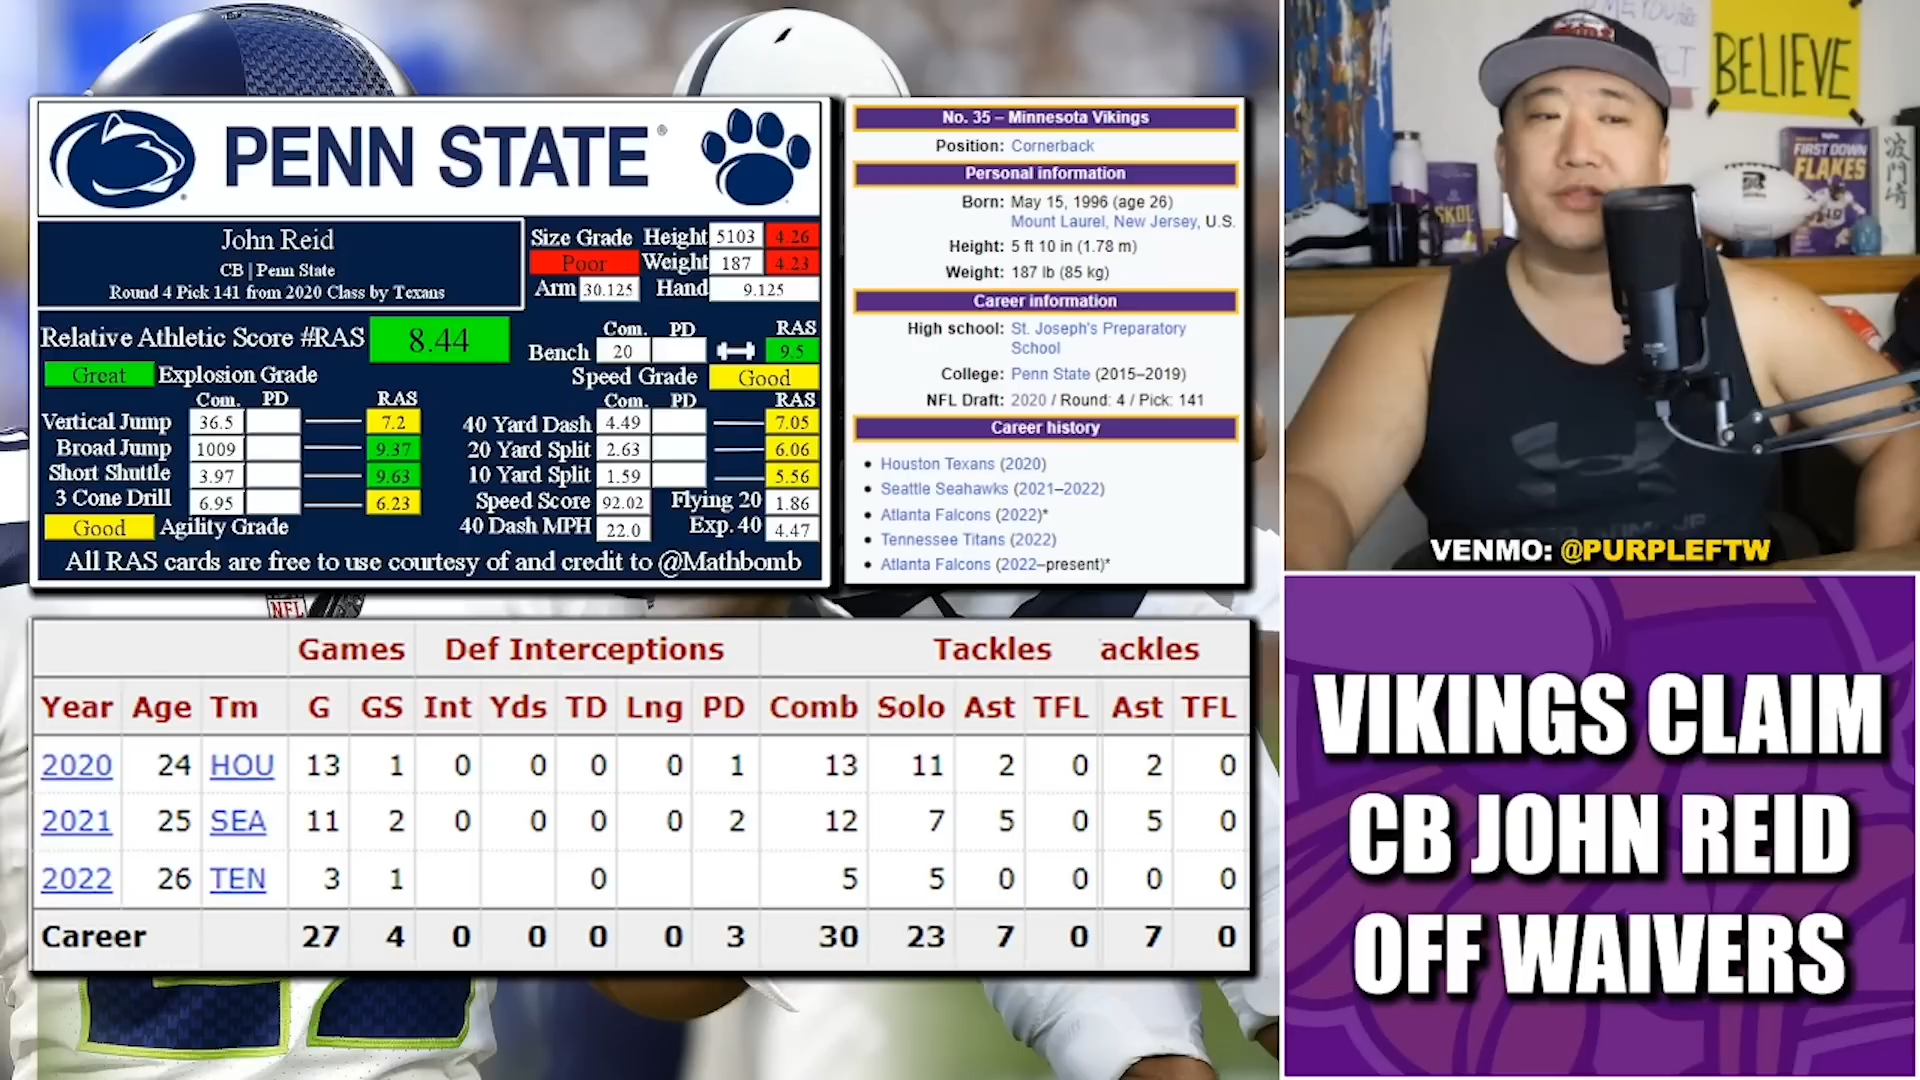 PENN STATE
John Reid
CB | Penn State
Round 4 Pick 141 from 2020 Class by Texans
Size Grade Height 5103 4.26
Poor Weight 187 4.23
Arm 30.125 Hand 9.125
Relative Athletic Score #RAS 8.44
Com. PD RAS
Bench 20 9.5
Great Explosion Grade
Speed Grade Good
Com. PD RAS
Vertical Jump 36.5 7.2
Broad Jump 1009 9.37
Short Shuttle 3.97 9.63
3 Cone Drill 6.95 6.23
Good Agility Grade
Com. PD RAS
40 Yard Dash 4.49 7.05
20 Yard Split 2.63 6.06
10 Yard Split 1.59 5.56
Speed Score 92.02 Flying 20 1.86
40 Dash MPH 22.0 Exp. 40 4.47
All RAS cards are free to use courtesy of and credit to @Mathbomb
No. 35 – Minnesota Vikings
Position: Cornerback
Personal information
Born: May 15, 1996 (age 26)
Mount Laurel, New Jersey, U.S.
Height: 5 ft 10 in (1.78 m)
Weight: 187 lb (85 kg)
Career information
High school: St. Joseph's Preparatory
School
College: Penn State (2015–2019)
NFL Draft: 2020 / Round: 4 / Pick: 141
Career history
• Houston Texans (2020)
• Seattle Seahawks (2021–2022)
• Atlanta Falcons (2022)*
• Tennessee Titans (2022)
• Atlanta Falcons (2022–present)*
NFL
Games Def Interceptions Tackles ackles
Year Age Tm G GS Int Yds TD Lng PD Comb Solo Ast TFL Ast TFL
2020 24 HOU 13 1 0 0 0 0 1 13 11 2 0 2 0
2021 25 SEA 11 2 0 0 0 0 2 12 7 5 0 5 0
2022 26 TEN 3 1 0 5 5 0 0 0 0
Career 27 4 0 0 0 0 3 30 23 7 0 7 0
BELIEVE
SKOL
FIRST DOWN
FLAKES
VENMO: @PURPLEFTW
VIKINGS CLAIM
CB JOHN REID
OFF WAIVERS